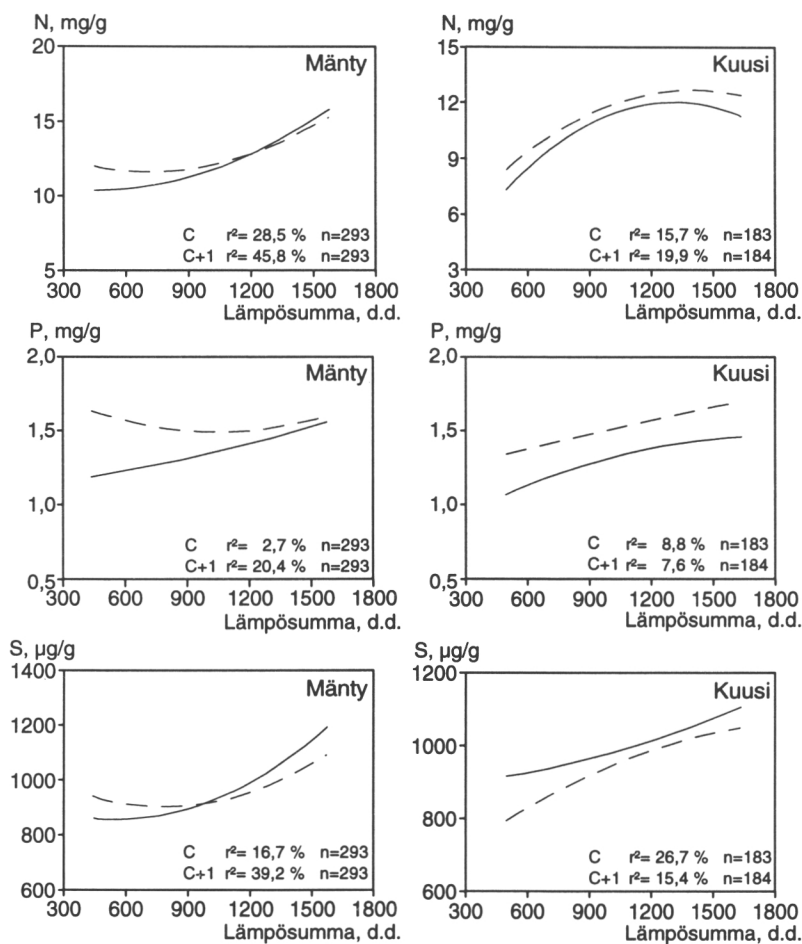 N, mg/g
20
15
10
5
Mänty
C r²= 28,5 % n=293
C+1 r²= 45,8 % n=293
300 600 900 1200 1500 1800
Lämpösumma, d.d.
N, mg/g
15
12
9
6
3
Kuusi
C r²= 15,7 % n=183
C+1 r²= 19,9 % n=184
300 600 900 1200 1500 1800
Lämpösumma, d.d.
P, mg/g
2,0
1,5
1,0
0,5
Mänty
C r²= 2,7 % n=293
C+1 r²= 20,4 % n=293
300 600 900 1200 1500 1800
Lämpösumma, d.d.
P, mg/g
2,0
1,5
1,0
0,5
Kuusi
C r²= 8,8 % n=183
C+1 r²= 7,6 % n=184
300 600 900 1200 1500 1800
Lämpösumma, d.d.
S, µg/g
1400
1200
1000
800
600
Mänty
C r²= 16,7 % n=293
C+1 r²= 39,2 % n=293
300 600 900 1200 1500 1800
Lämpösumma, d.d.
S, µg/g
1200
1000
800
600
Kuusi
C r²= 26,7 % n=183
C+1 r²= 15,4 % n=184
300 600 900 1200 1500 1800
Lämpösumma, d.d.